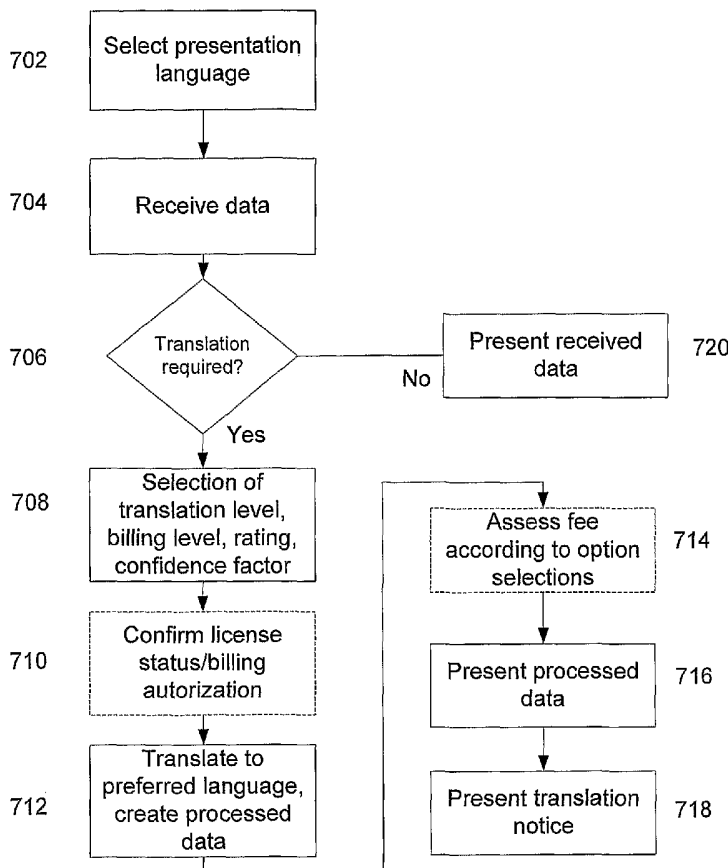 702
Select presentation
language
704
Receive data
706
Translation
required?
No
Present received
data
720
Yes
708
Selection of
translation level,
billing level, rating,
confidence factor
710
Confirm license
status/billing
autorization
712
Translate to
preferred language,
create processed
data
Assess fee
according to option
selections
714
Present processed
data
716
Present translation
notice
718